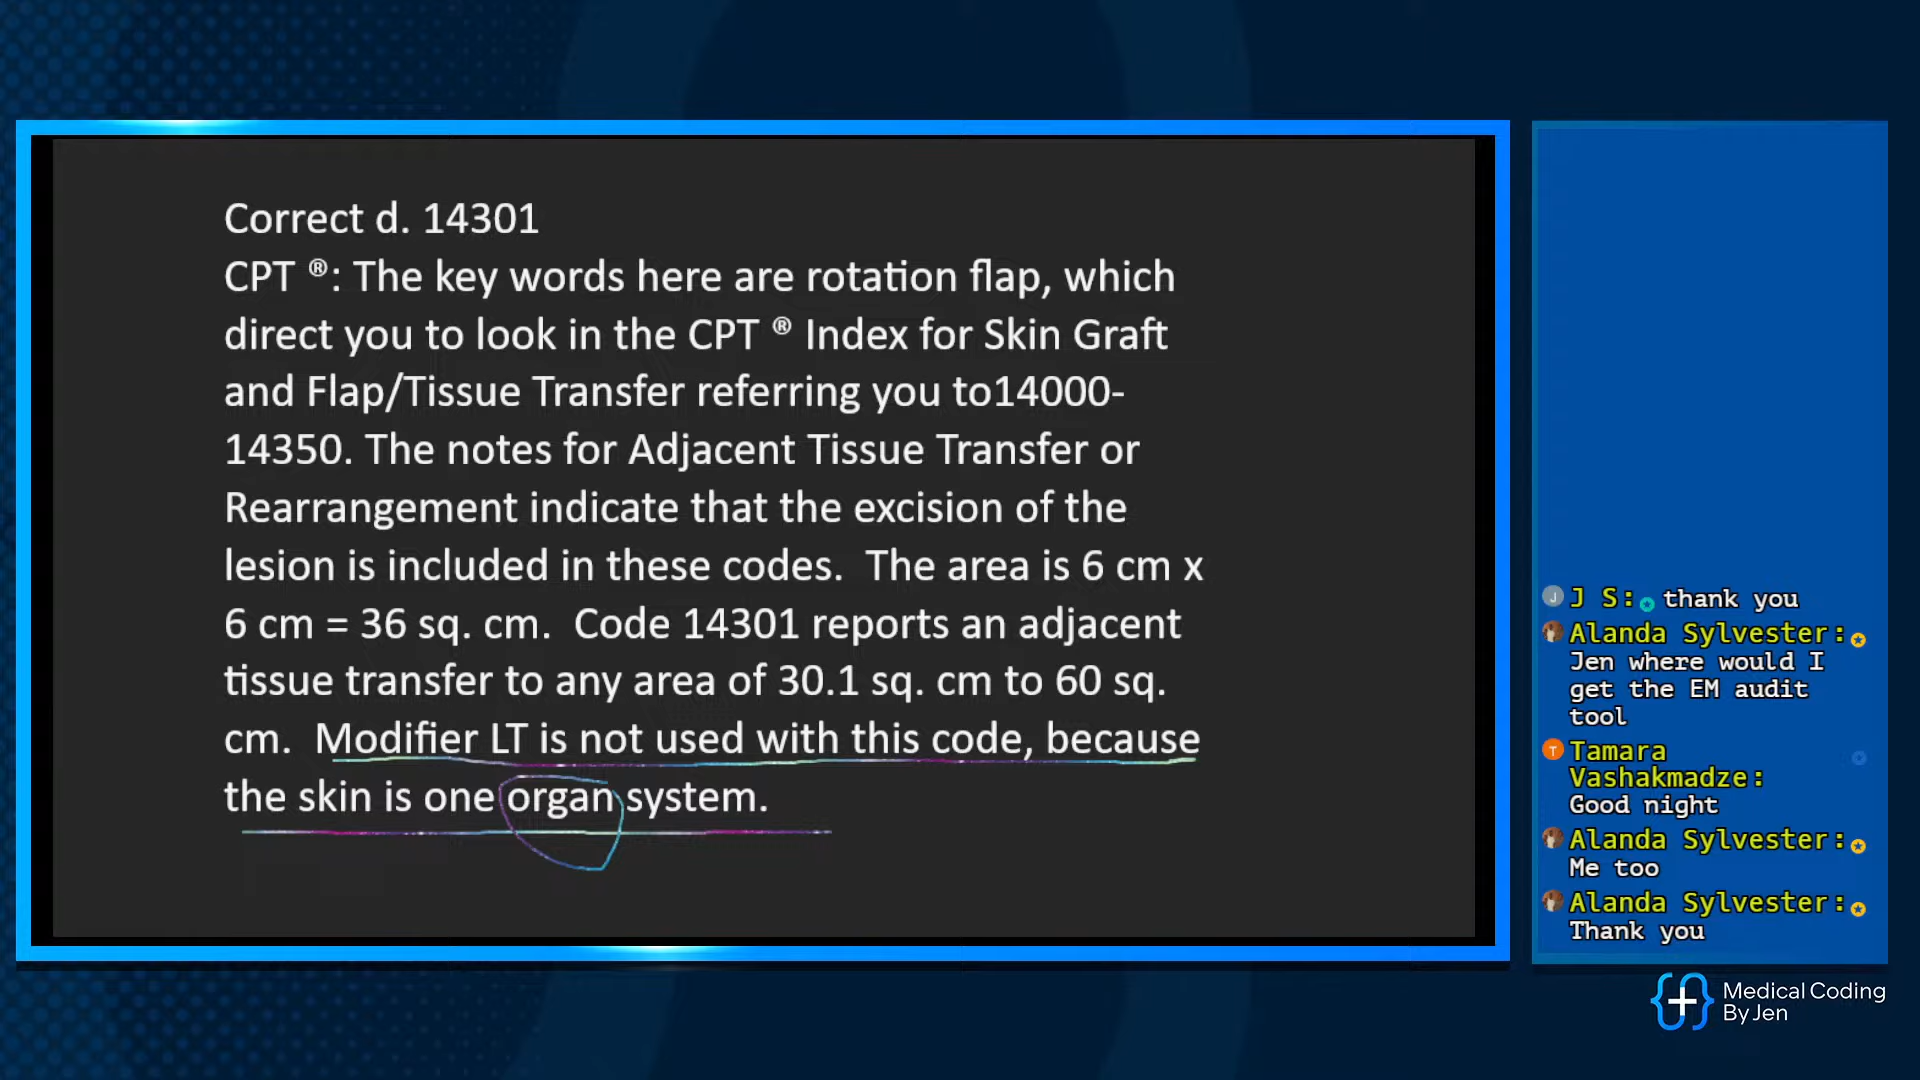 Correct d. 14301
CPT ®: The key words here are rotation flap, which
direct you to look in the CPT ® Index for Skin Graft
and Flap/Tissue Transfer referring you to14000-
14350. The notes for Adjacent Tissue Transfer or
Rearrangement indicate that the excision of the
lesion is included in these codes.  The area is 6 cm x
6 cm = 36 sq. cm.  Code 14301 reports an adjacent
tissue transfer to any area of 30.1 sq. cm to 60 sq.
cm.  Modifier LT is not used with this code, because
the skin is one organ system.
J
J S: thank you
Alanda Sylvester:
Jen where would I
get the EM audit
tool
T
Tamara
Vashakmadze:
Good night
Alanda Sylvester:
Me too
Alanda Sylvester:
Thank you
Medical Coding
By Jen